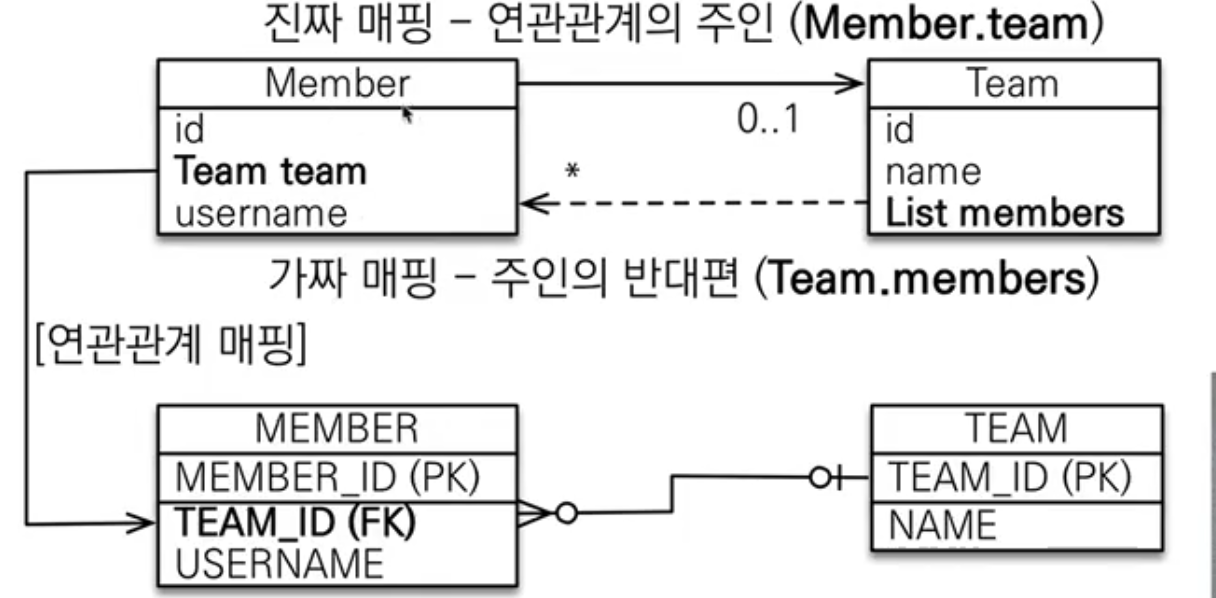 진짜 매핑 - 연관관계의 주인 (Member.team)
Member
id
Team team
username
0..1
*
Team
id
name
List members
가짜 매핑 - 주인의 반대편 (Team.members)
[연관관계 매핑]
MEMBER
MEMBER_ID (PK)
TEAM_ID (FK)
USERNAME
TEAM
TEAM_ID (PK)
NAME